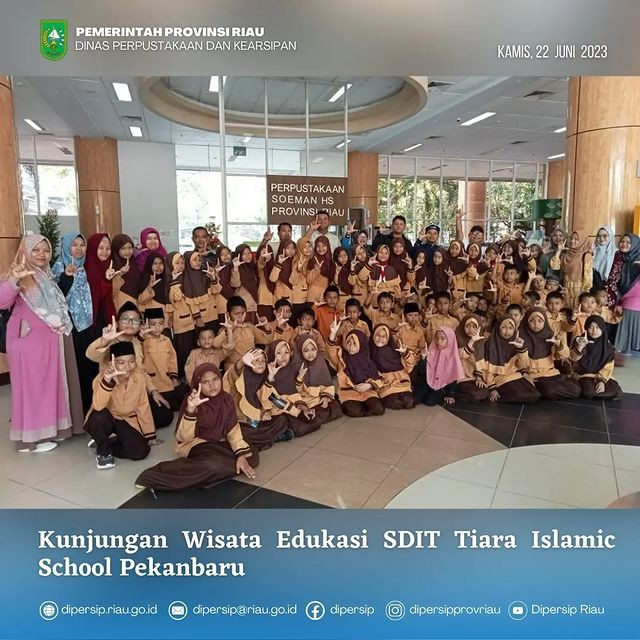 PEMERINTAH PROVINSI RIAU
DINAS PERPUSTAKAAN DAN KEARSIPAN
KAMIS, 22 JUNI 2023
PERPUSTAKAAN
SOEMAN HS
PROVINSI RIAU
Kunjungan Wisata Edukasi SDIT Tiara Islamic
School Pekanbaru
dipersip.riau.go.id
dipersip@riau.go.id
dipersip
dipersipprovriau
Dipersip Riau